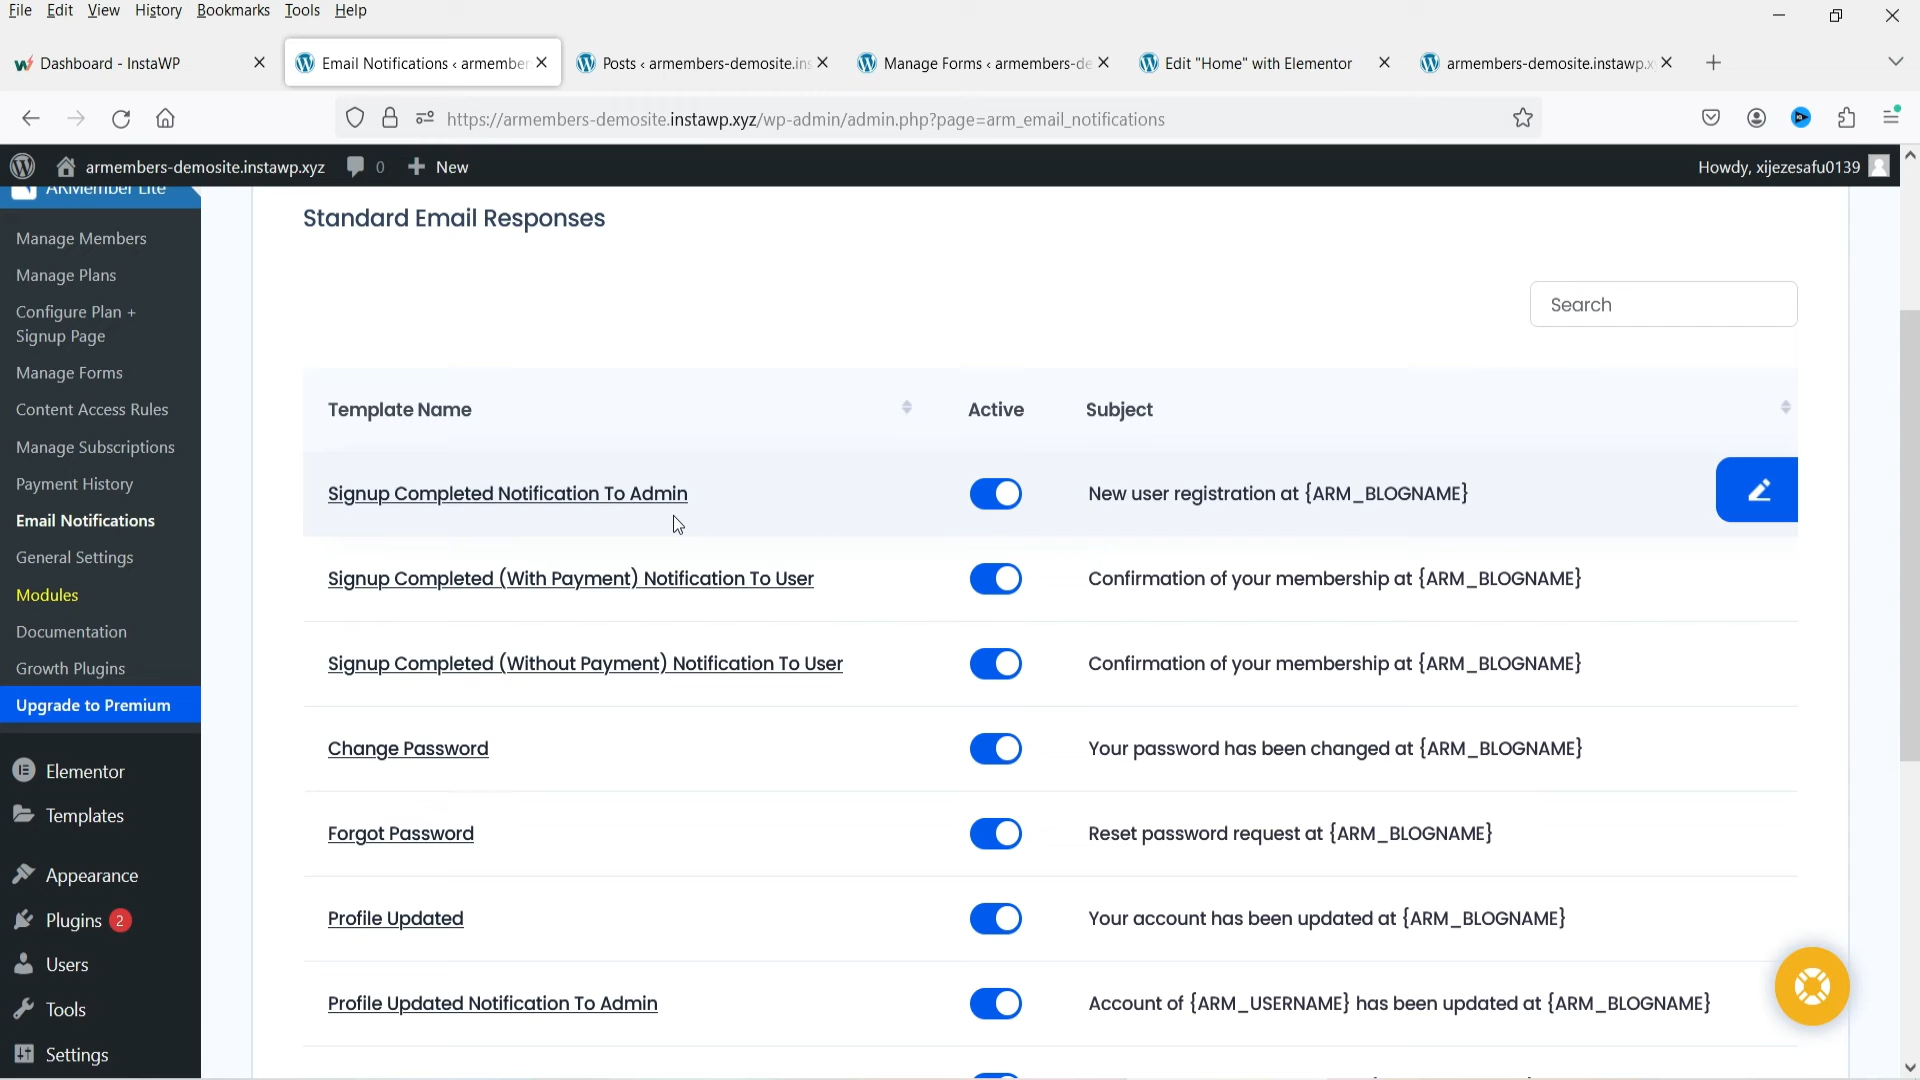 File Edit View History Bookmarks Tools Help
Dashboard - InstaWP
Email Notifications ‹ armember
Posts ‹ armembers-demosite.ins
Manage Forms ‹ armembers-de
Edit "Home" with Elementor
armembers-demosite.instawp.x
https://armembers-demosite.instawp.xyz/wp-admin/admin.php?page=arm_email_notifications
armembers-demosite.instawp.xyz 0 New
Howdy, xijezesafu0139
ARMember Lite
Manage Members
Manage Plans
Configure Plan +
Signup Page
Manage Forms
Content Access Rules
Manage Subscriptions
Payment History
Email Notifications
General Settings
Modules
Documentation
Growth Plugins
Upgrade to Premium
Elementor
Templates
Appearance
Plugins 2
Users
Tools
Settings
Standard Email Responses
Search
Template Name Active Subject
Signup Completed Notification To Admin New user registration at {ARM_BLOGNAME}
Signup Completed (With Payment) Notification To User Confirmation of your membership at {ARM_BLOGNAME}
Signup Completed (Without Payment) Notification To User Confirmation of your membership at {ARM_BLOGNAME}
Change Password Your password has been changed at {ARM_BLOGNAME}
Forgot Password Reset password request at {ARM_BLOGNAME}
Profile Updated Your account has been updated at {ARM_BLOGNAME}
Profile Updated Notification To Admin Account of {ARM_USERNAME} has been updated at {ARM_BLOGNAME}